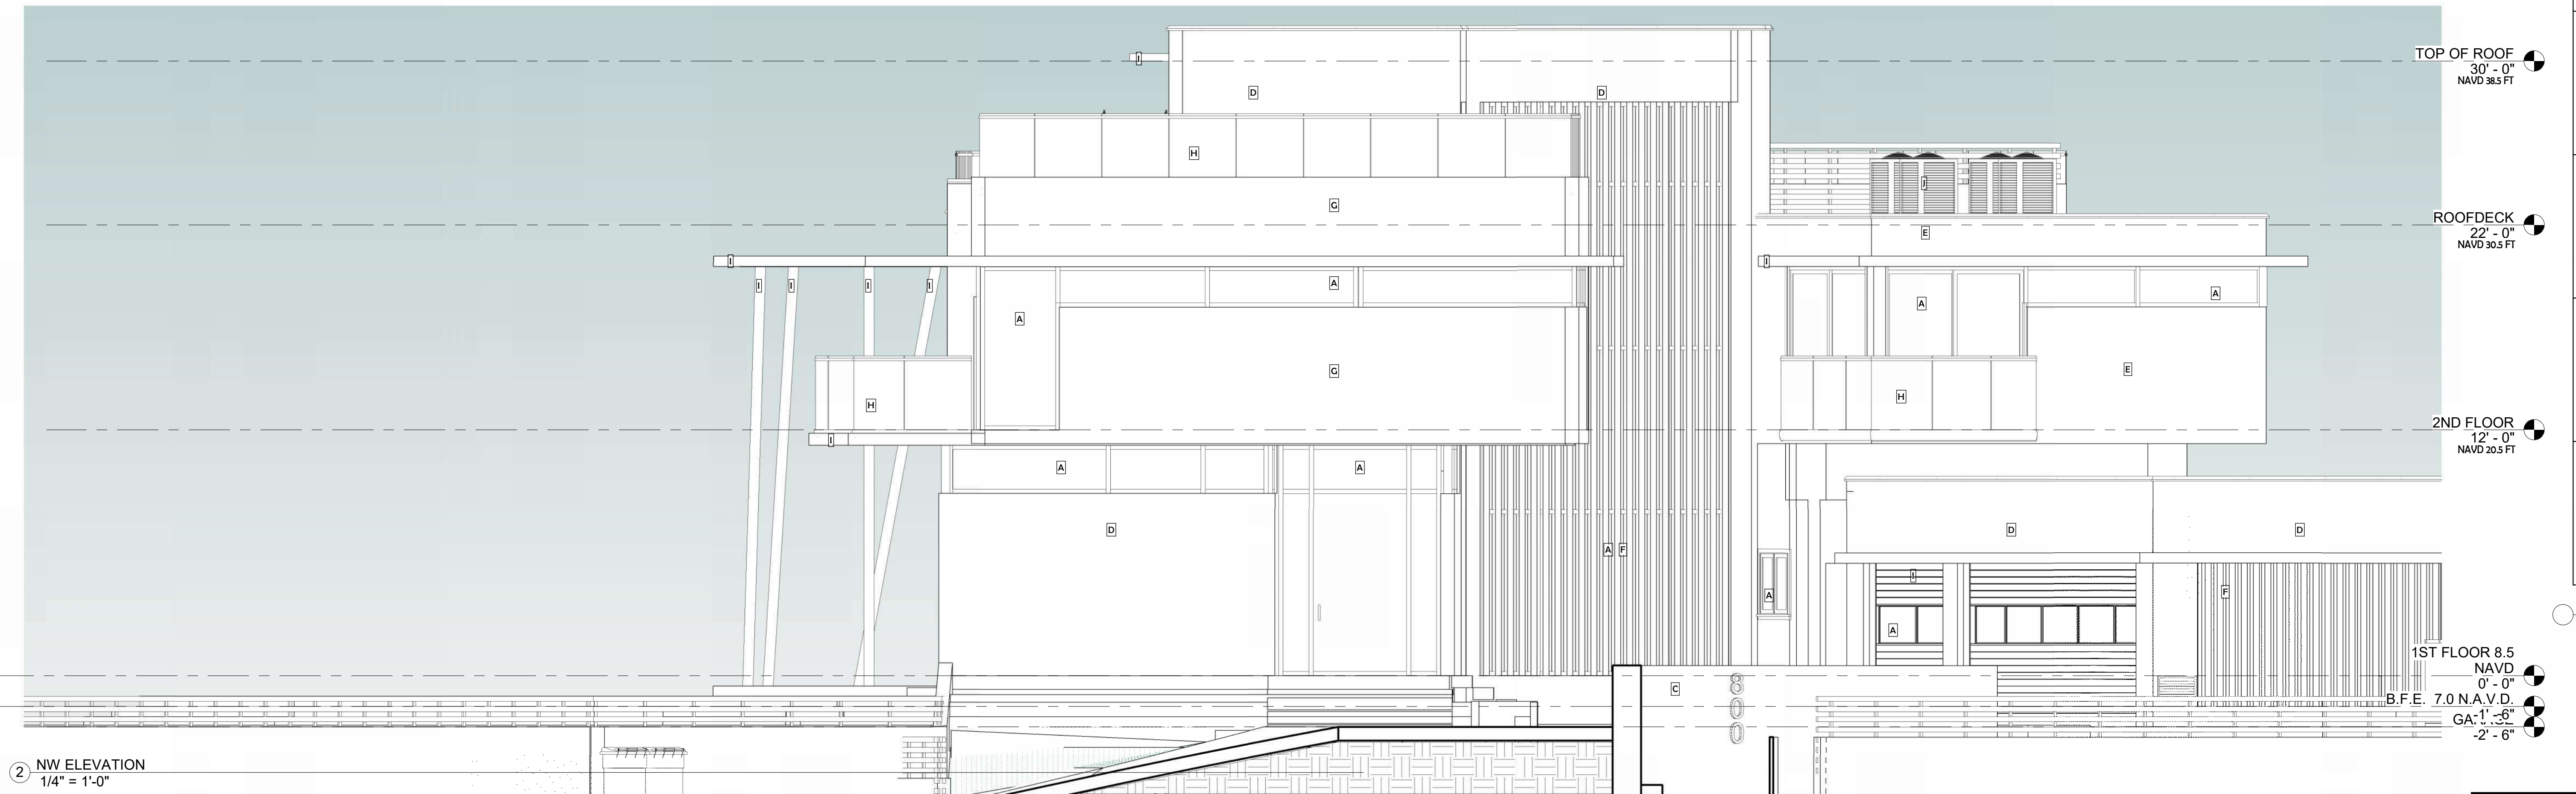 TOP OF ROOF
30' - 0"
NAVD 38.5 FT
I
D
D
H
J
G
ROOFDECK
22' - 0"
NAVD 30.5 FT
E
I
I
I
I
I
I
A
A
A
A
G
E
H
H
2ND FLOOR
12' - 0"
NAVD 20.5 FT
I
A
A
D
D
D
A F
I
A
F
A
1ST FLOOR 8.5
NAVD
0' - 0"
C
800
B.F.E. 7.0 N.A.V.D.
-1' - 6"
-2' - 6"
2
NW ELEVATION
1/4" = 1'-0"